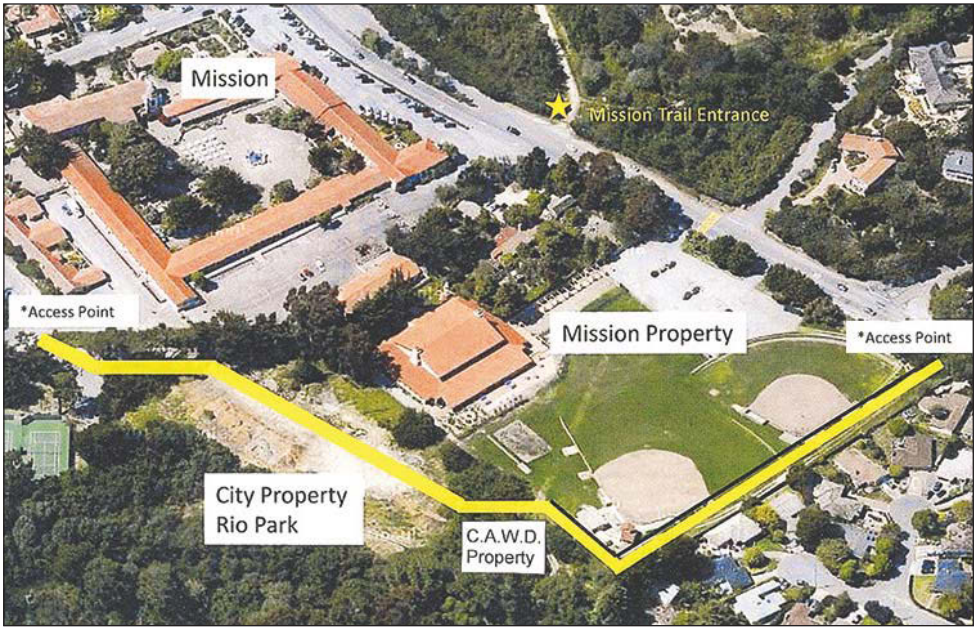 Mission
Mission Trail Entrance
*Access Point
Mission Property
*Access Point
City Property
Rio Park
C.A.W.D.
Property